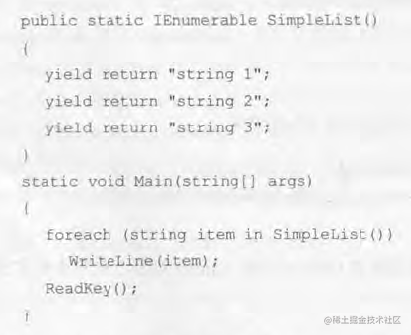 public static IEnumerable SimpleList()
{
yield return "string 1";
yield return "string 2";
yield return "string 3";
}
static void Main(string[] args)
{
foreach (string item in SimpleList())
WriteLine(item);
ReadKey();
}
@稀土掘金技术社区